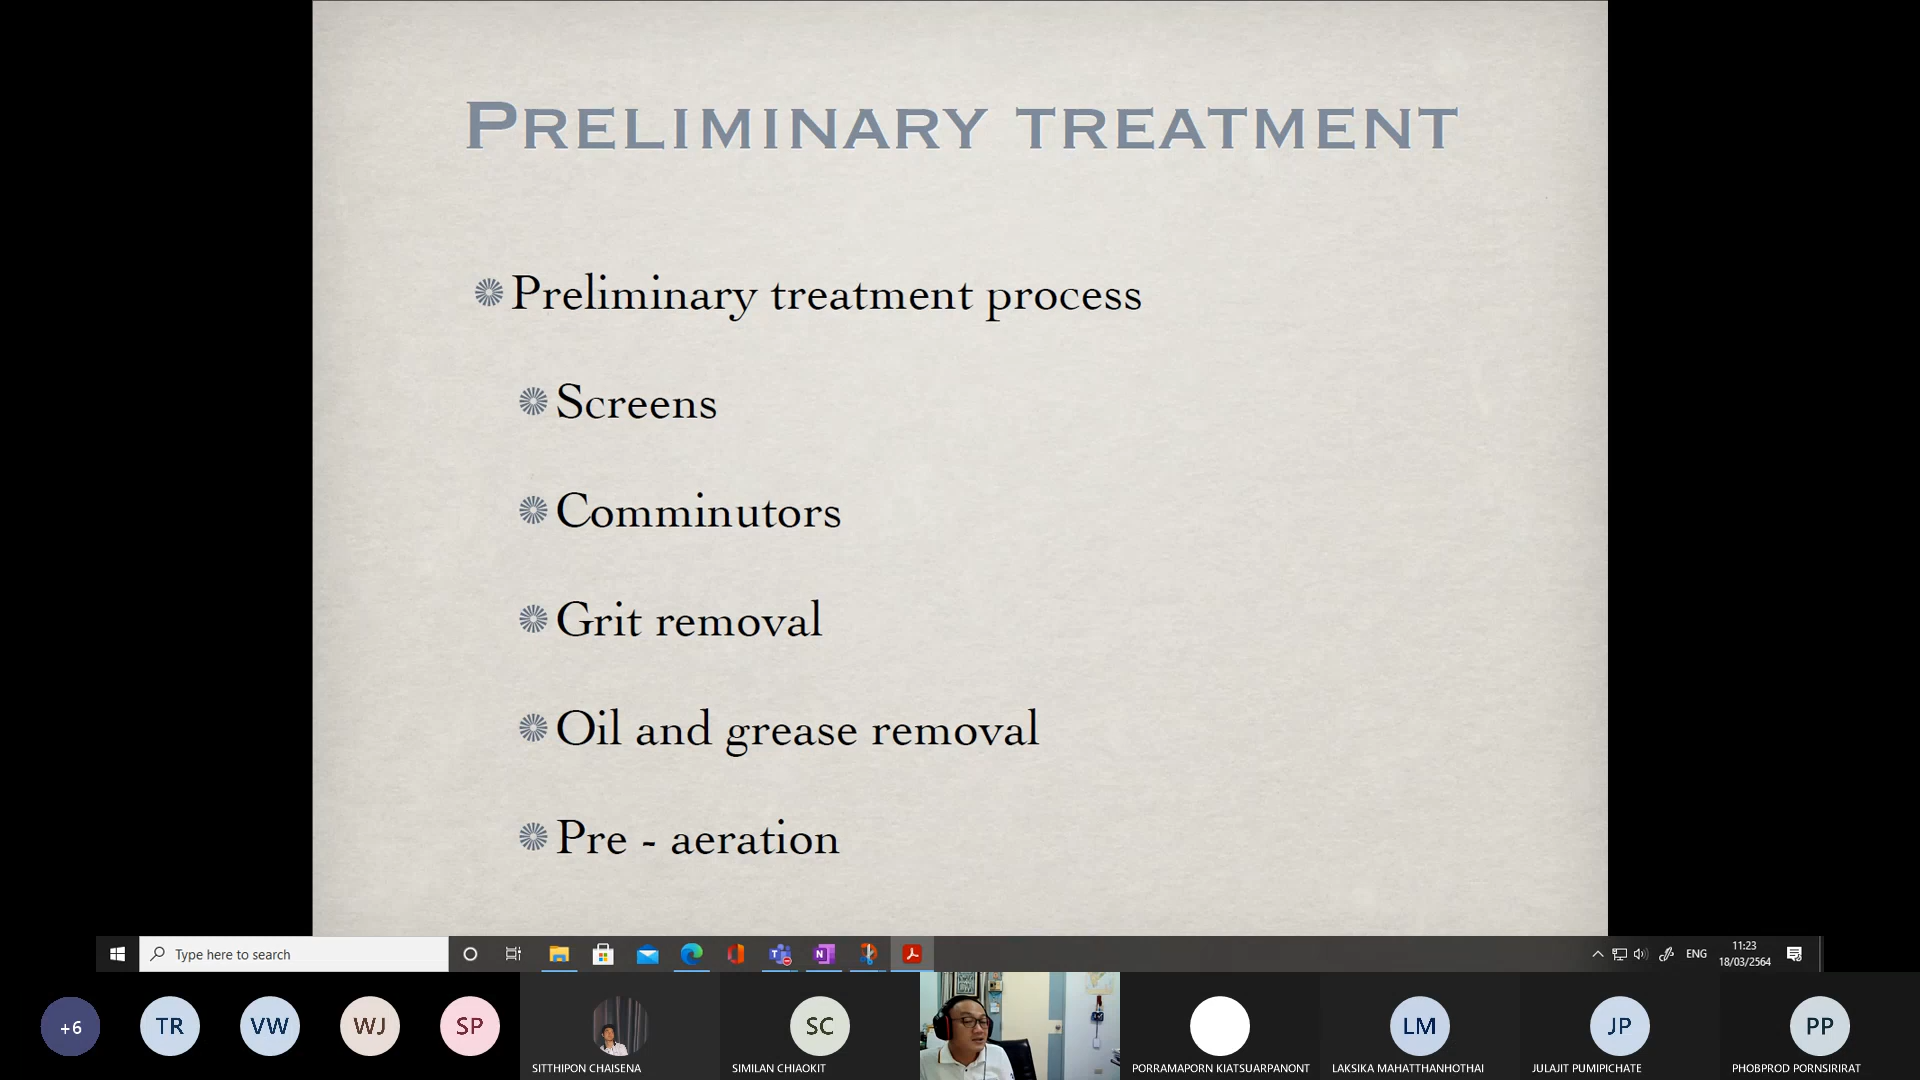 PRELIMINARY TREATMENT
Preliminary treatment process
Screens
Comminutors
Grit removal
Oil and grease removal
Pre - aeration
Type here to search
ENG
11:23
18/03/2564
+6
TR
VW
WJ
SP
SITTHIPON CHAISENA
SC
SIMILAN CHIAOKIT
PORRAMAPORN KIATSUARPANONT
LM
LAKSIKA MAHATTHANHOTHAI
JP
JULAJIT PUMIPICHATE
PP
PHOBPROD PORNSIRIRAT